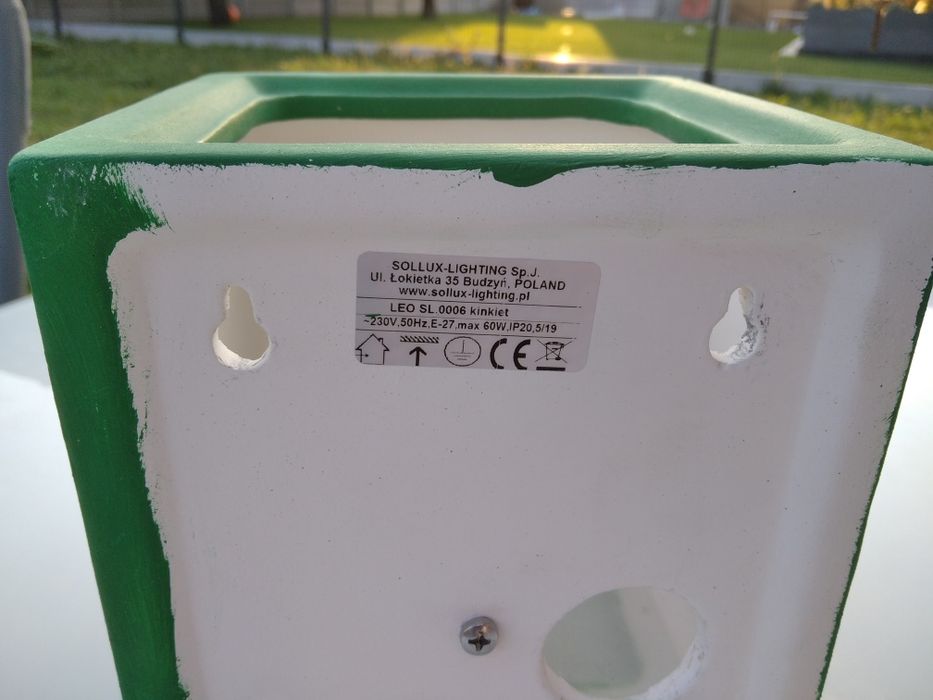 SOLLUX-LIGHTING Sp.J.
Ul. Łokietka 35 Budzyń, POLAND
www.sollux-lighting.pl
LEO SL.0006 kinkiet
~230V,50Hz,E-27,max 60W,IP20,5/19
CE